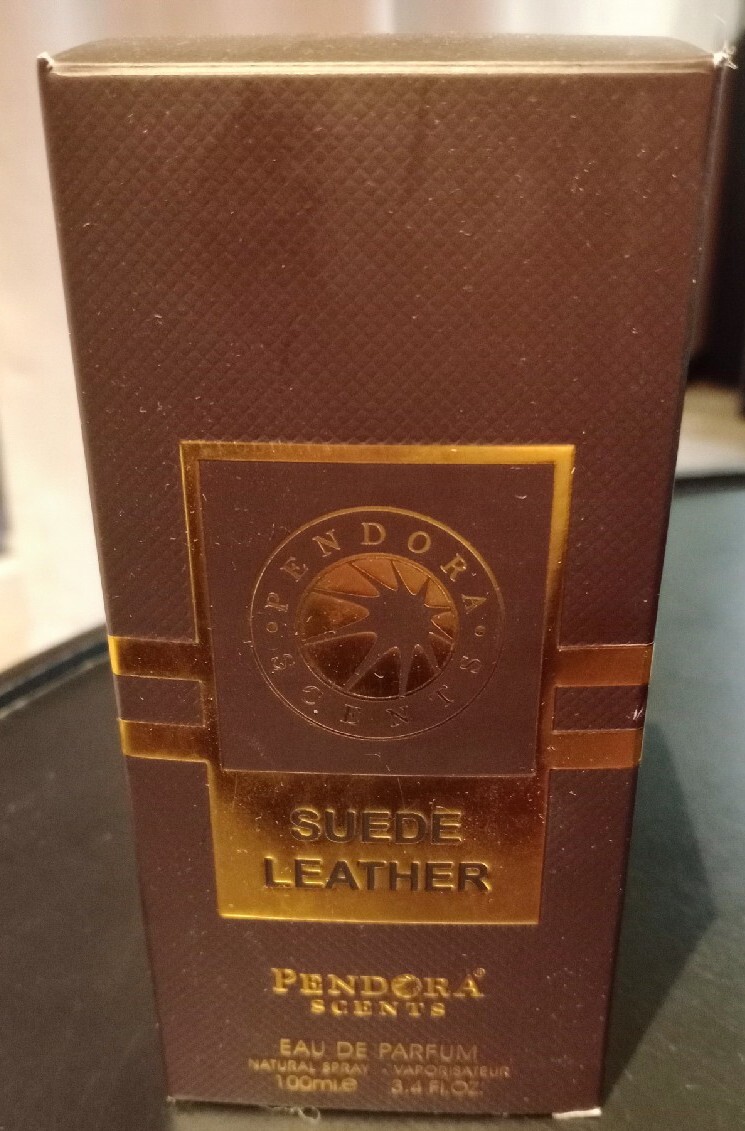 PENDORA
SCENTS
SUEDE
LEATHER
PENDORA®
SCENTS
EAU DE PARFUM
NATURAL SPRAY - VAPORISATEUR
100ml.e 3.4 FL.OZ